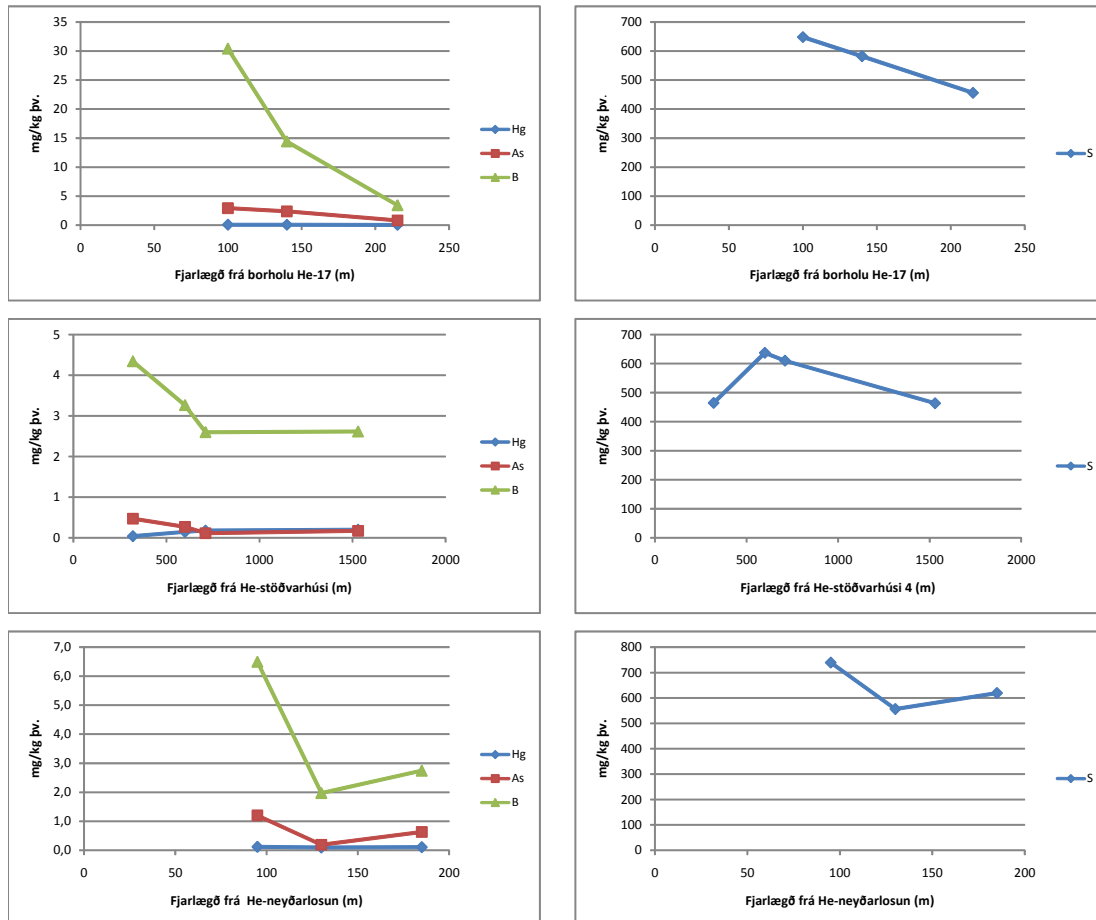 35
30
25
20
15
10
5
0
mg/kg þv.
0 50 100 150 200 250
Fjarlægð frá borholu He-17 (m)
Hg
As
B
700
600
500
400
300
200
100
0
mg/kg þv.
0 50 100 150 200 250
Fjarlægð frá borholu He-17 (m)
S
5
4
3
2
1
0
mg/kg þv.
0 500 1000 1500 2000
Fjarlægð frá He-stöðvarhúsi (m)
Hg
As
B
700
600
500
400
300
200
100
0
mg/kg þv.
0 500 1000 1500 2000
Fjarlægð frá He-stöðvarhúsi 4 (m)
S
7,0
6,0
5,0
4,0
3,0
2,0
1,0
0,0
mg/kg þv.
0 50 100 150 200
Fjarlægð frá He-neyðarlosun (m)
Hg
As
B
800
700
600
500
400
300
200
100
0
mg/kg þv.
0 50 100 150 200
Fjarlægð frá He-neyðarlosun (m)
S